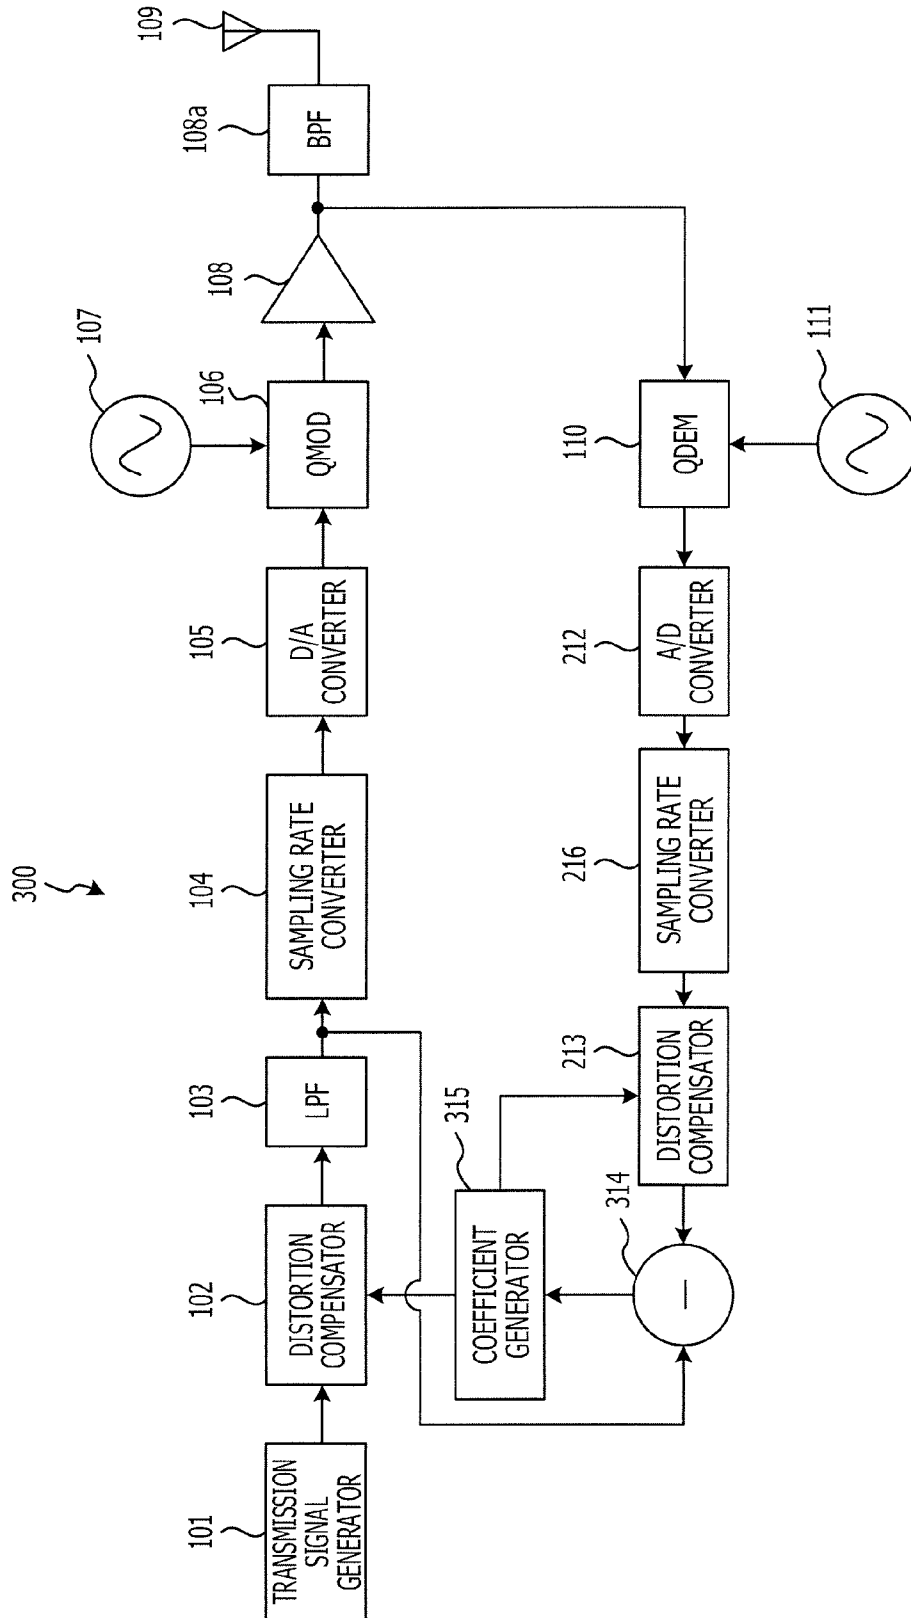 300
101
TRANSMISSION
SIGNAL
GENERATOR
102
DISTORTION
COMPENSATOR
103
LPF
104
SAMPLING RATE
CONVERTER
105
D/A
CONVERTER
106
QMOD
107
108
108a
BPF
109
315
COEFFICIENT
GENERATOR
314
−
213
DISTORTION
COMPENSATOR
216
SAMPLING RATE
CONVERTER
212
A/D
CONVERTER
110
QDEM
111